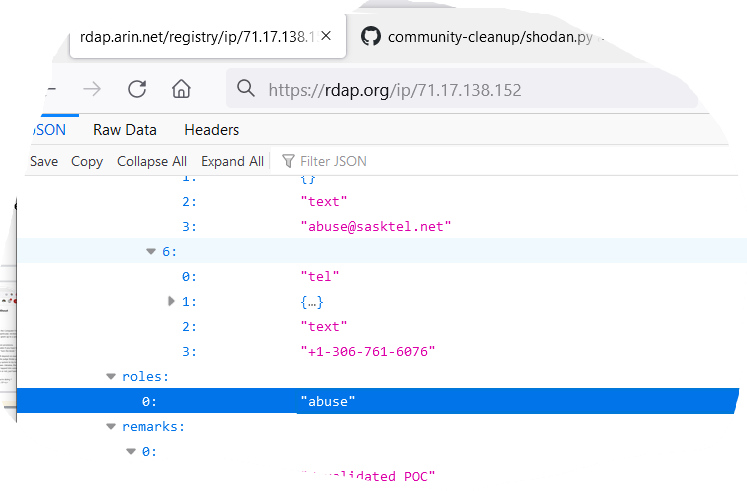 rdap.arin.net/registry/ip/71.17.138.1 community-cleanup/shodan.py
https://rdap.org/ip/71.17.138.152
JSON Raw Data Headers
Save Copy Collapse All Expand All Filter JSON
1: {}
2: "text"
3: "abuse@sasktel.net"
6:
0: "tel"
1: {…}
2: "text"
3: "+1-306-761-6076"
roles:
0: "abuse"
remarks:
0:
POC"